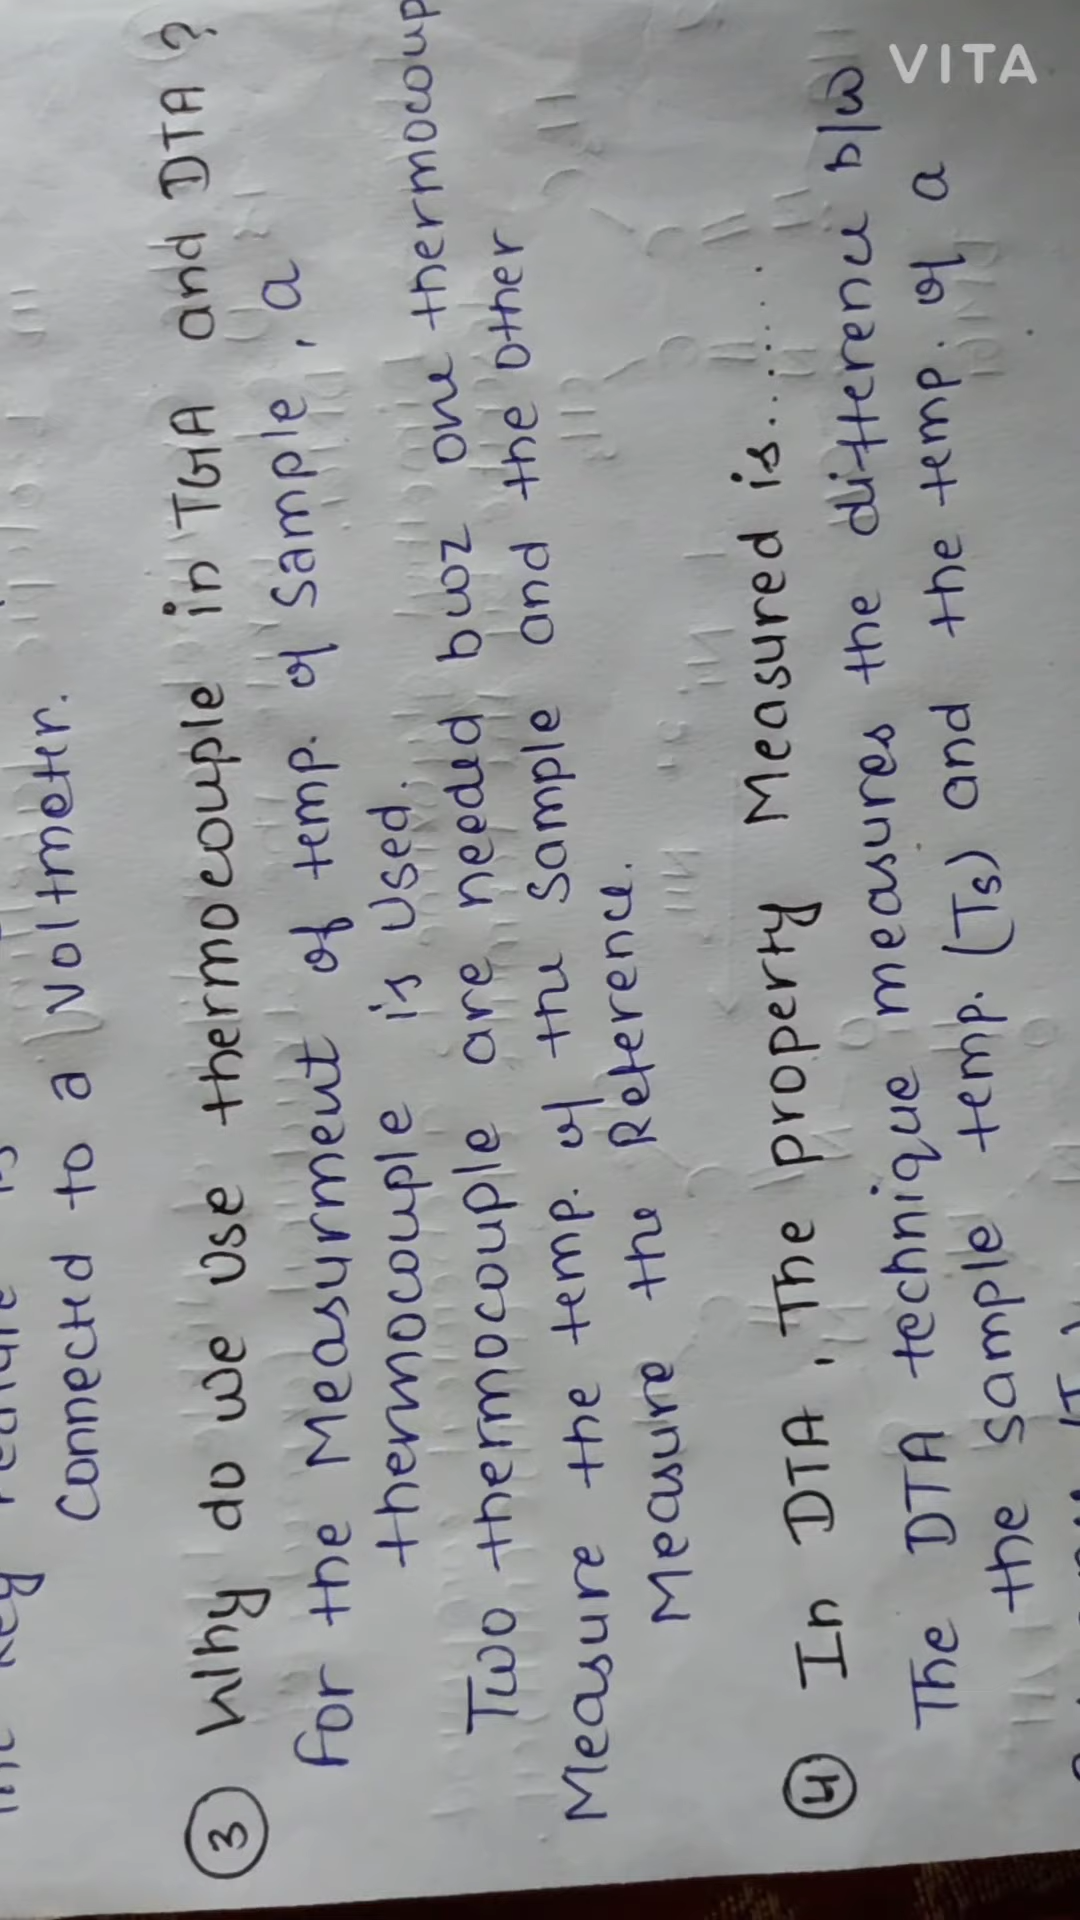 connected to a voltmeter.
③ Why do we use thermocouple in TGA and DTA ?
for the Measurment of temp. of Sample, a
thermocouple is used.
Two thermocouple are needed bwz one thermocoup
Measure the temp. of the Sample and the other
Measure the Reference.
④ In DTA, The property Measured is..........
The DTA technique measures the difference b/w
the sample temp. (Ts) and the temp. of a
VITA